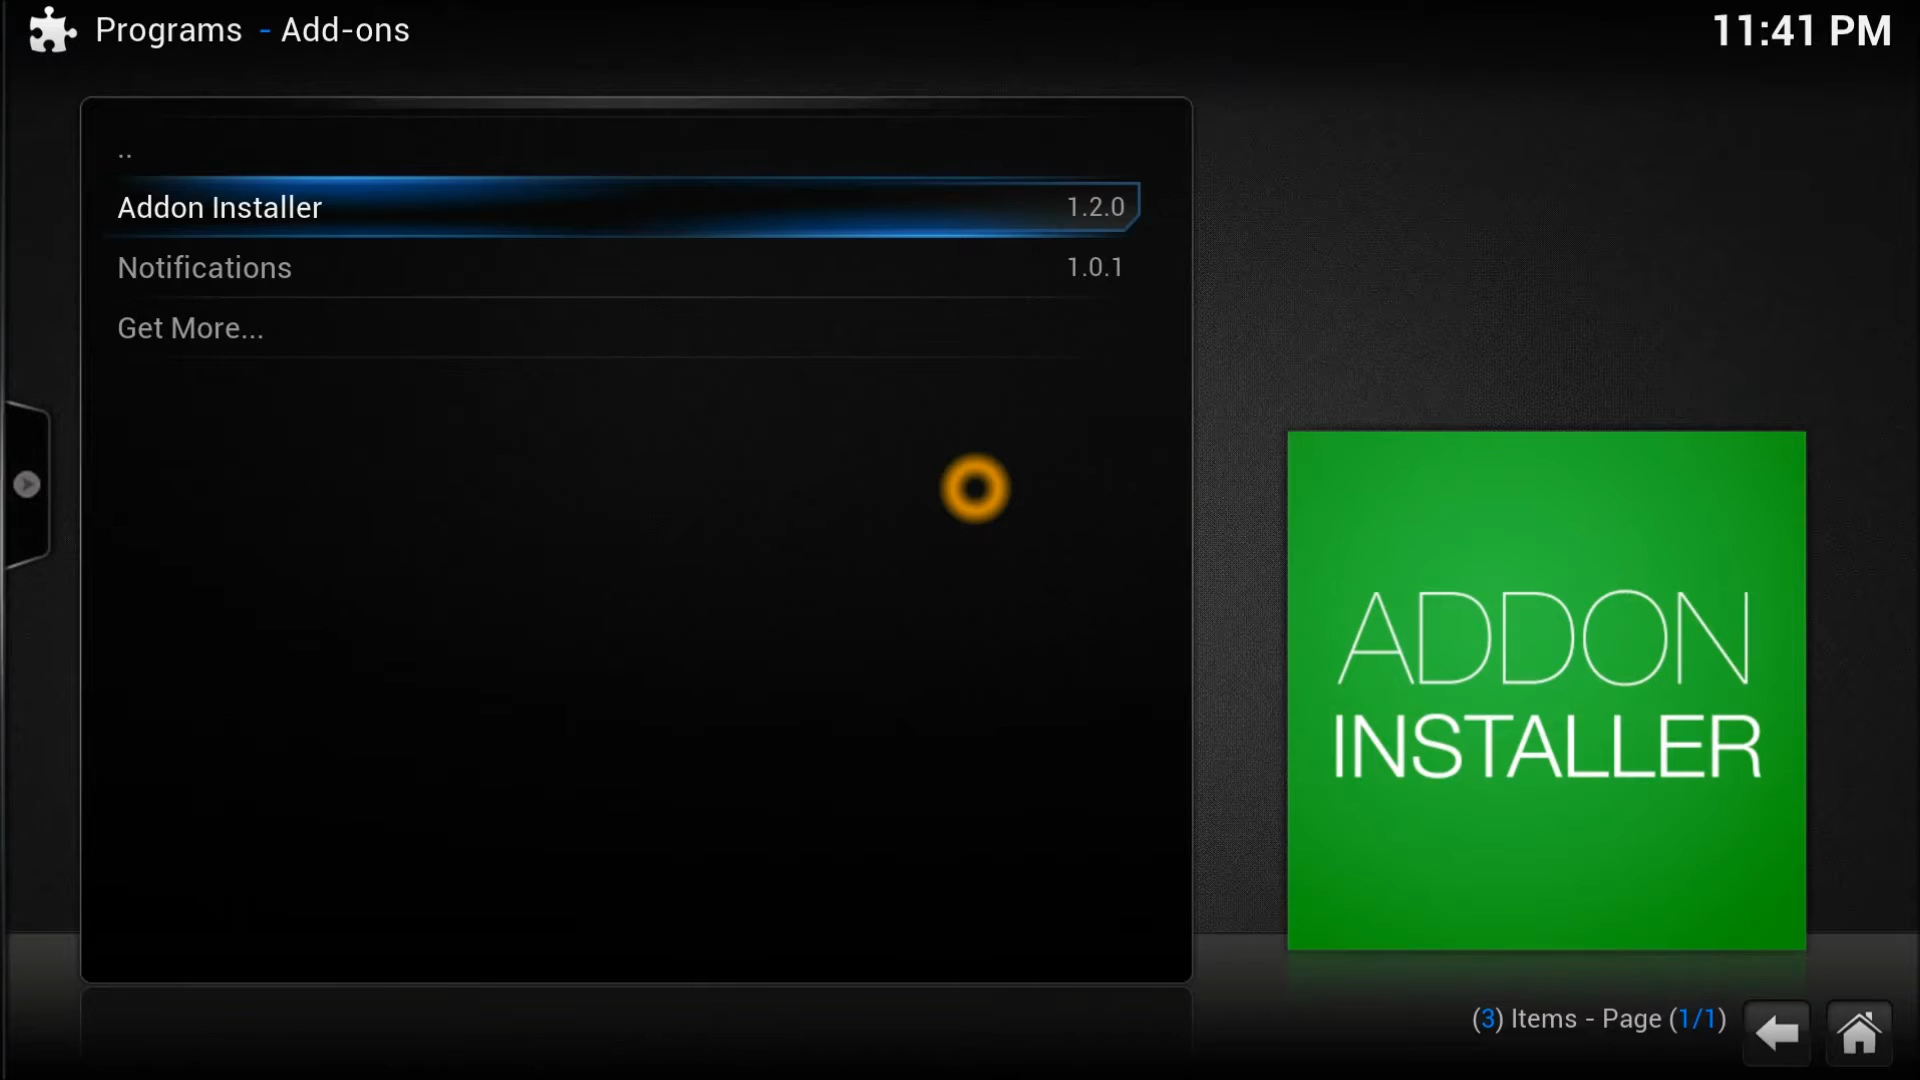 Programs - Add-ons
11:41 PM
..
Addon Installer 1.2.0
Notifications 1.0.1
Get More...
ADDON
INSTALLER
(3) Items - Page (1/1)